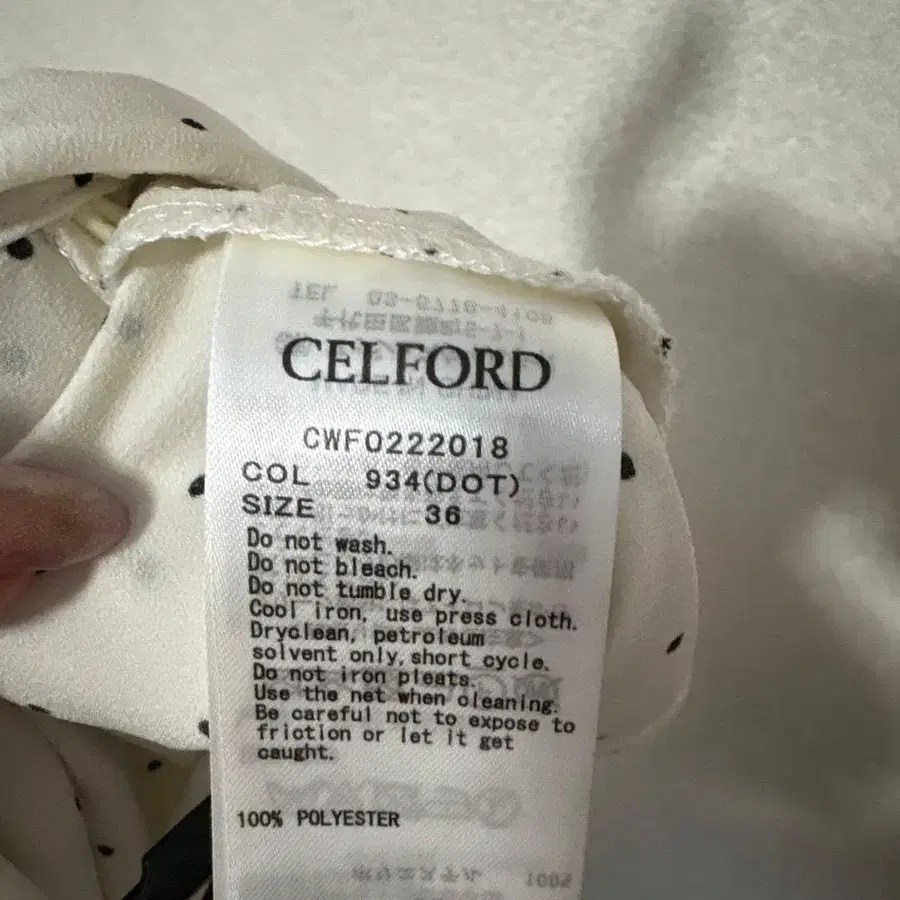 CELFORD
CWF0222018
COL 934(DOT)
SIZE 36
Do not wash.
Do not bleach.
Do not tumble dry.
Cool iron, use press cloth.
Dryclean, petroleum
solvent only,short cycle.
Do not iron pleats.
Use the net when cleaning.
Be careful not to expose to
friction or let it get
caught.
100% POLYESTER